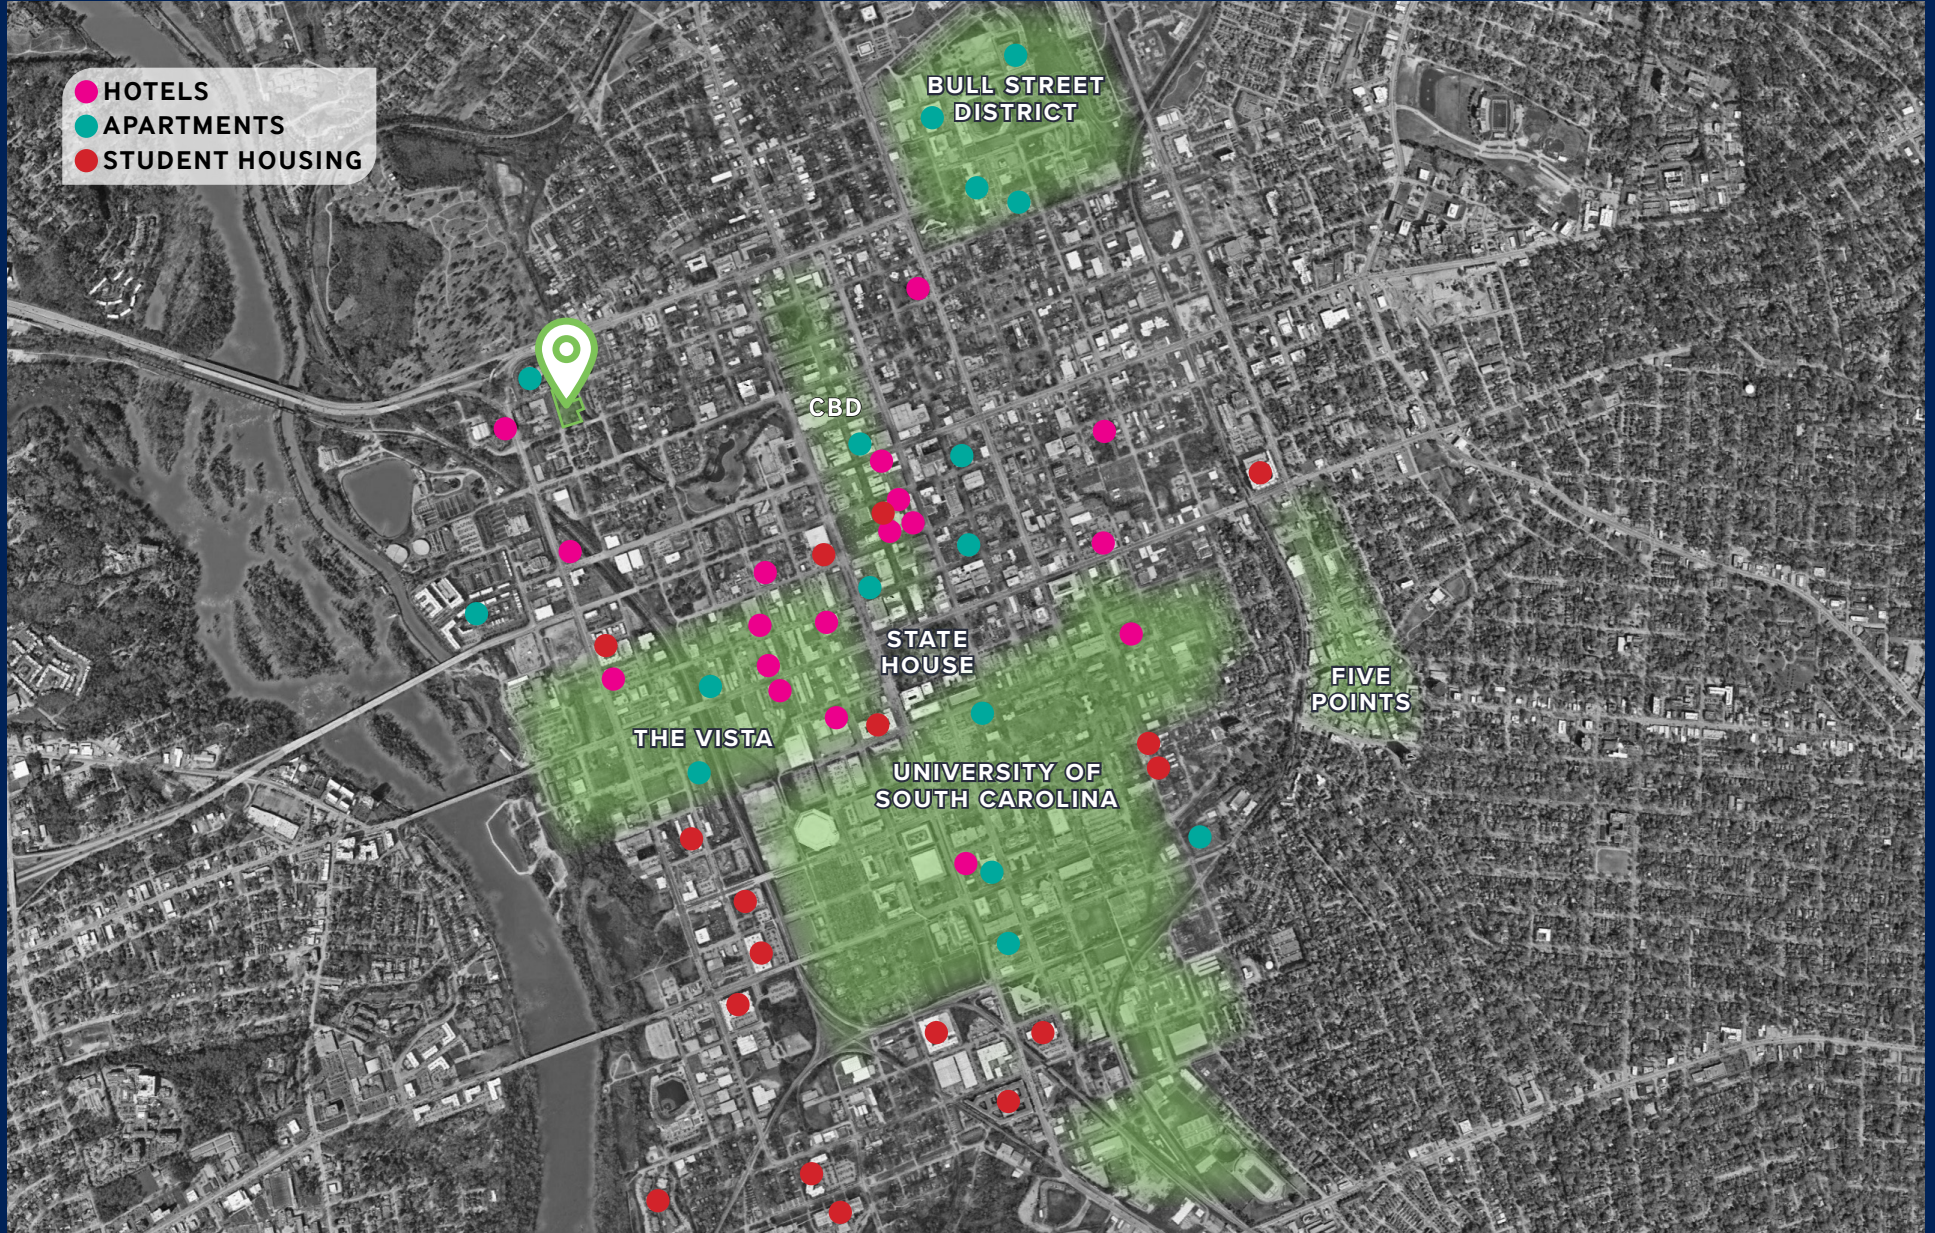 HOTELS
APARTMENTS
STUDENT HOUSING
BULL STREET
DISTRICT
CBD
STATE
HOUSE
FIVE
POINTS
THE VISTA
UNIVERSITY OF
SOUTH CAROLINA